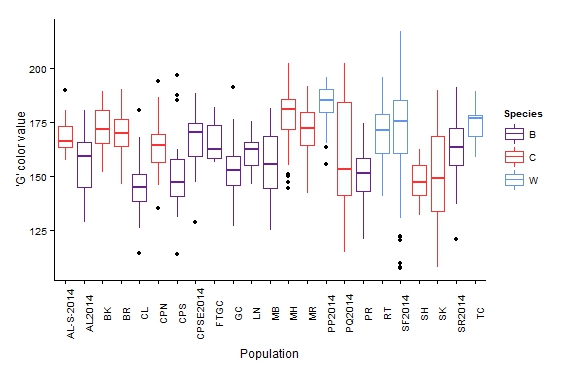 'G' color value
200
175
150
125
AL-S-2014
AL2014
BK
BR
CL
CPN
CPS
CPSE2014
FTGC
GC
LN
MB
MH
MR
PP2014
PQ2014
PR
RT
SF2014
SH
SK
SR2014
TC
Population
Species
B
C
W